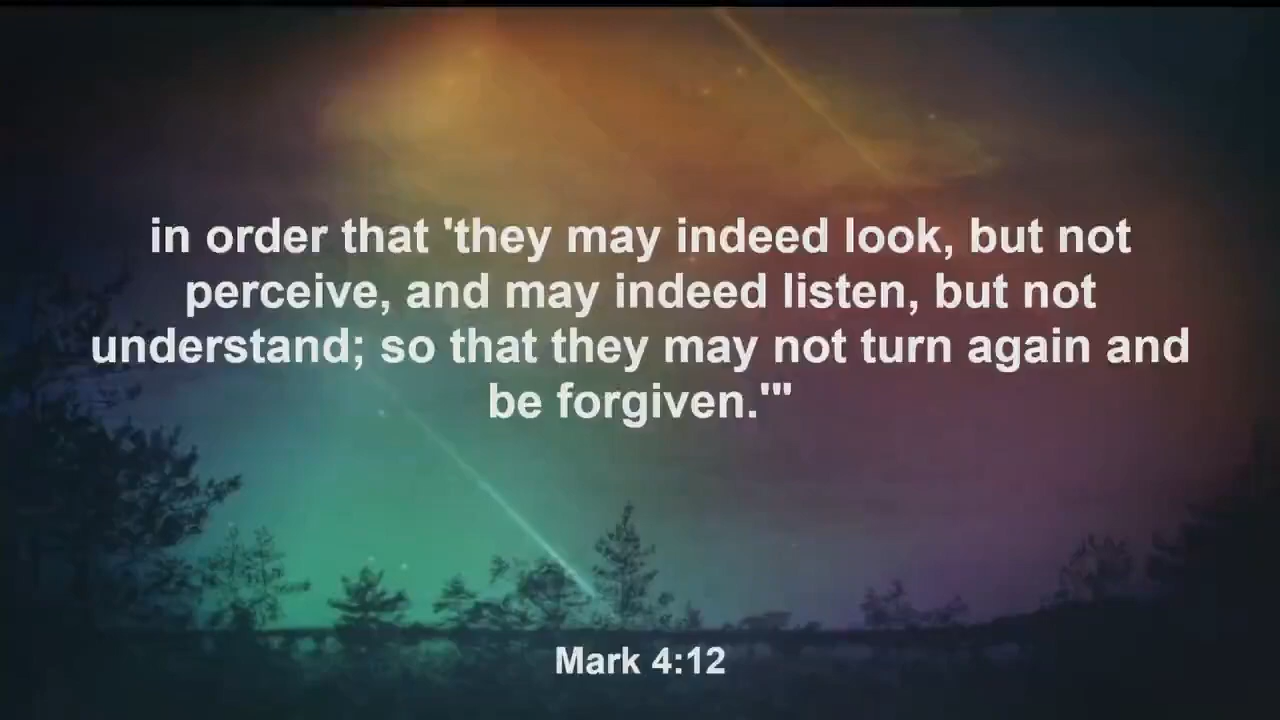 in order that 'they may indeed look, but not
perceive, and may indeed listen, but not
understand; so that they may not turn again and
be forgiven.'"
Mark 4:12